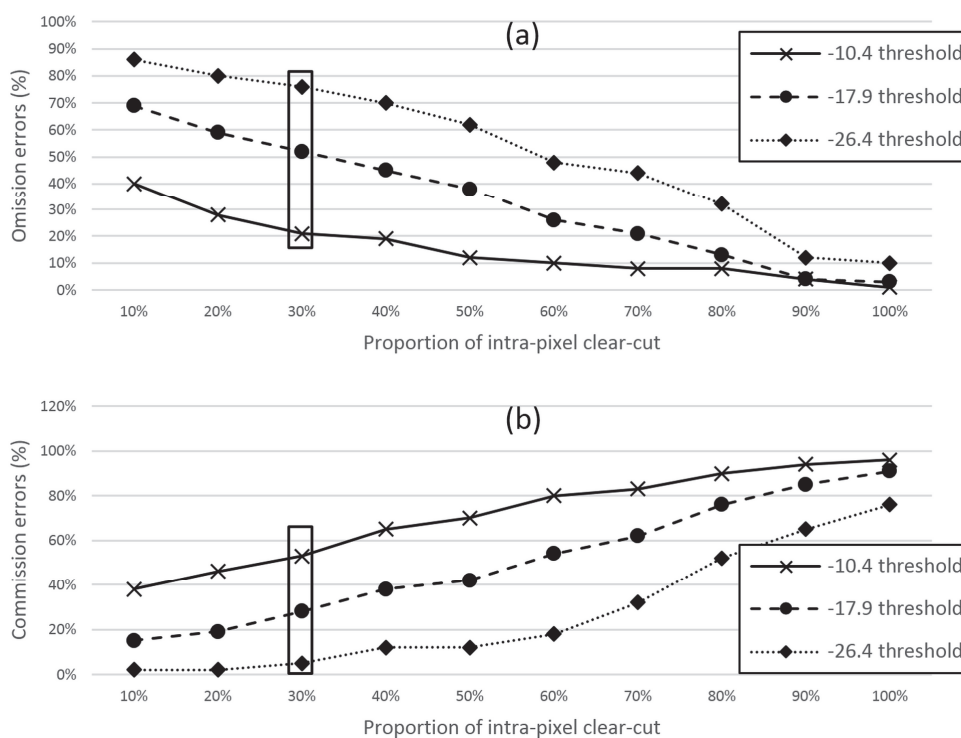 (a)
100%
90%
80%
70%
60%
50%
40%
30%
20%
10%
0%
Omission errors (%)
-10.4 threshold
-17.9 threshold
-26.4 threshold
10% 20% 30% 40% 50% 60% 70% 80% 90% 100%
Proportion of intra-pixel clear-cut
(b)
120%
100%
80%
60%
40%
20%
0%
Commission errors (%)
-10.4 threshold
-17.9 threshold
-26.4 threshold
10% 20% 30% 40% 50% 60% 70% 80% 90% 100%
Proportion of intra-pixel clear-cut